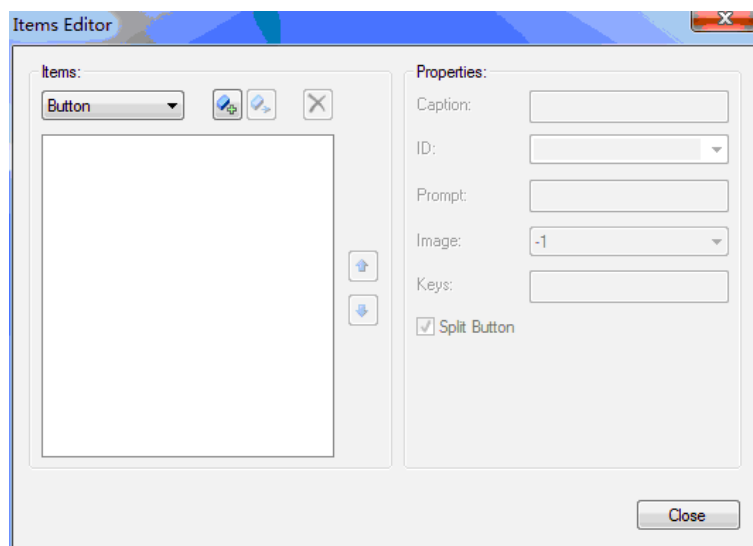 Items Editor
Items:
Button
Properties:
Caption:
ID:
Prompt:
Image:
-1
Keys:
Split Button
Close